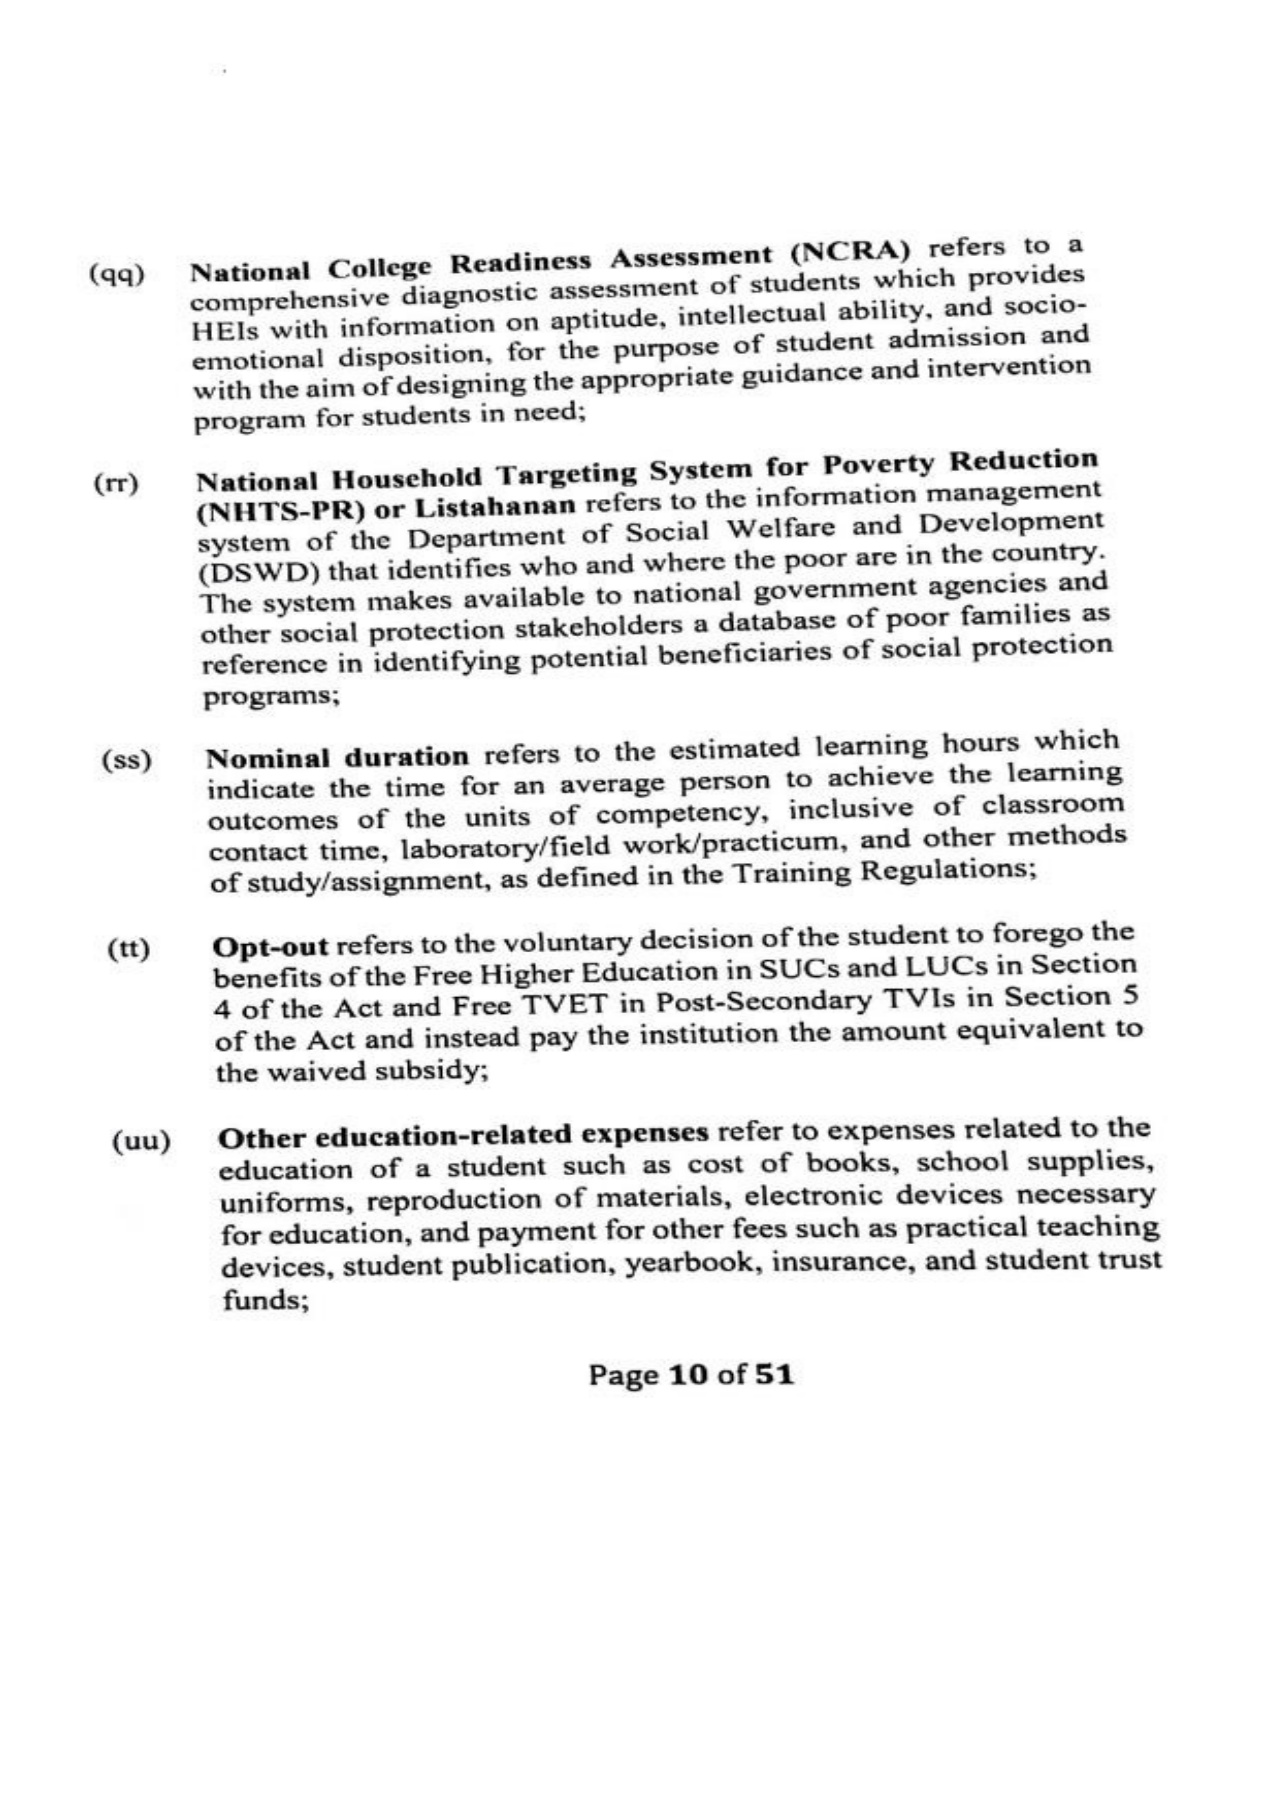 (qq) National College Readiness Assessment (NCRA) refers to a
comprehensive diagnostic assessment of students which provides
HEIs with information on aptitude, intellectual ability, and socio-
emotional disposition, for the purpose of student admission and
with the aim of designing the appropriate guidance and intervention
program for students in need;
(rr) National Household Targeting System for Poverty Reduction
(NHTS-PR) or Listahanan refers to the information management
system of the Department of Social Welfare and Development
(DSWD) that identifies who and where the poor are in the country.
The system makes available to national government agencies and
other social protection stakeholders a database of poor families as
reference in identifying potential beneficiaries of social protection
programs;
(ss) Nominal duration refers to the estimated learning hours which
indicate the time for an average person to achieve the learning
outcomes of the units of competency, inclusive of classroom
contact time, laboratory/field work/practicum, and other methods
of study/assignment, as defined in the Training Regulations;
(tt) Opt-out refers to the voluntary decision of the student to forego the
benefits of the Free Higher Education in SUCs and LUCs in Section
4 of the Act and Free TVET in Post-Secondary TVIs in Section 5
of the Act and instead pay the institution the amount equivalent to
the waived subsidy;
(uu) Other education-related expenses refer to expenses related to the
education of a student such as cost of books, school supplies,
uniforms, reproduction of materials, electronic devices necessary
for education, and payment for other fees such as practical teaching
devices, student publication, yearbook, insurance, and student trust
funds;
Page 10 of 51